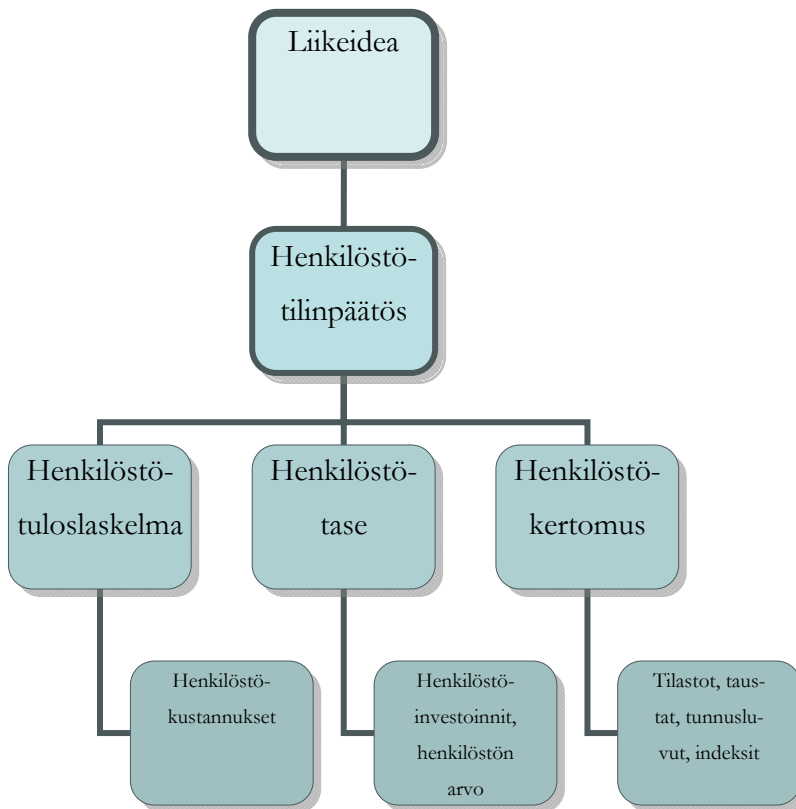 Liikeidea
Henkilöstö-
tilinpäätös
Henkilöstö-
tuloslaskelma
Henkilöstö-
tase
Henkilöstö-
kertomus
Henkilöstö-
kustannukset
Henkilöstö-
investoinnit,
henkilöstön
arvo
Tilastot, taus-
tat, tunnuslu-
vut, indeksit